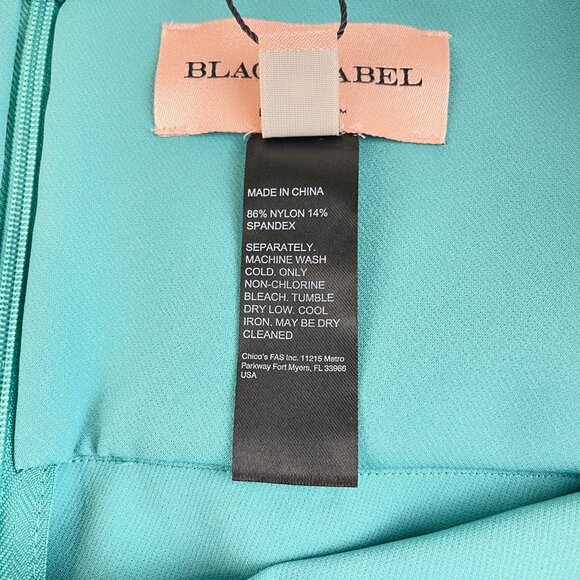 BLAC ABEL
MADE IN CHINA
86% NYLON 14%
SPANDEX
SEPARATELY.
MACHINE WASH
COLD. ONLY
NON-CHLORINE
BLEACH. TUMBLE
DRY LOW. COOL
IRON. MAY BE DRY
CLEANED
Chico's FAS Inc. 11215 Metro
Parkway Fort Myers, FL 33966
USA